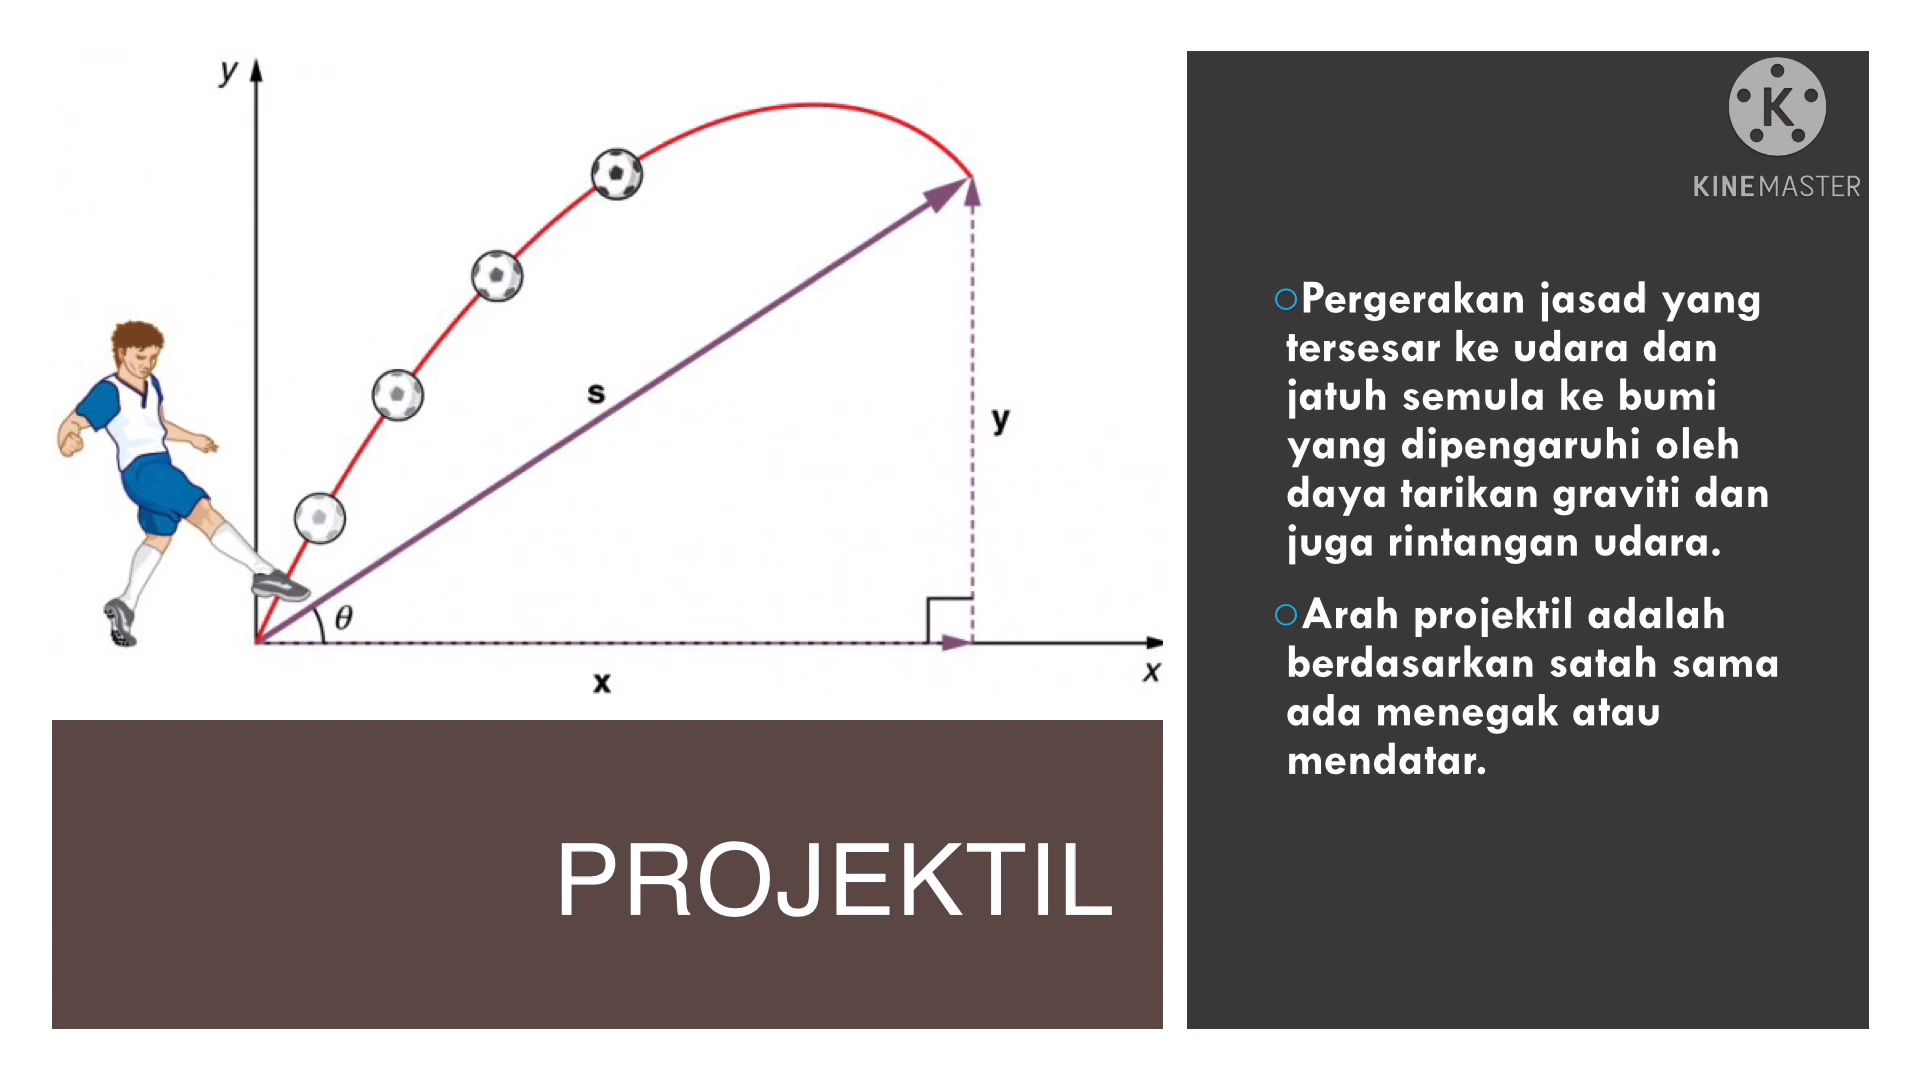 y
s
y
θ
x
x
PROJEKTIL
K
KINEMASTER
Pergerakan jasad yang
tersesar ke udara dan
jatuh semula ke bumi
yang dipengaruhi oleh
daya tarikan graviti dan
juga rintangan udara.
Arah projektil adalah
berdasarkan satah sama
ada menegak atau
mendatar.